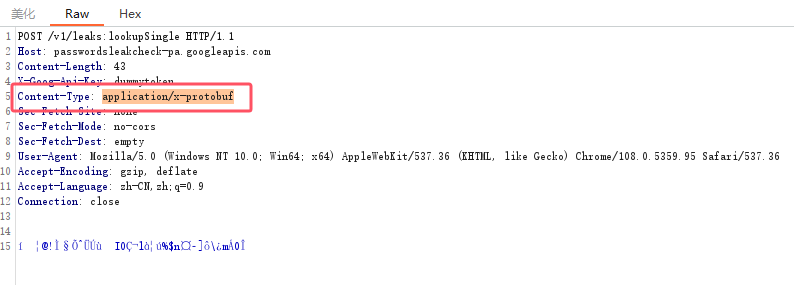 美化 Raw Hex
1 POST /v1/leaks:lookupSingle HTTP/1.1
2 Host: passwordsleakcheck-pa.googleapis.com
3 Content-Length: 43
4 X-Goog-Api-Key: dummytoken
5 Content-Type: application/x-protobuf
6 Sec-Fetch-Site: none
7 Sec-Fetch-Mode: no-cors
8 Sec-Fetch-Dest: empty
9 User-Agent: Mozilla/5.0 (Windows NT 10.0; Win64; x64) AppleWebKit/537.36 (KHTML, like Gecko) Chrome/108.0.5359.95 Safari/537.36
10 Accept-Encoding: gzip, deflate
11 Accept-Language: zh-CN,zh;q=0.9
12 Connection: close
13
14
15